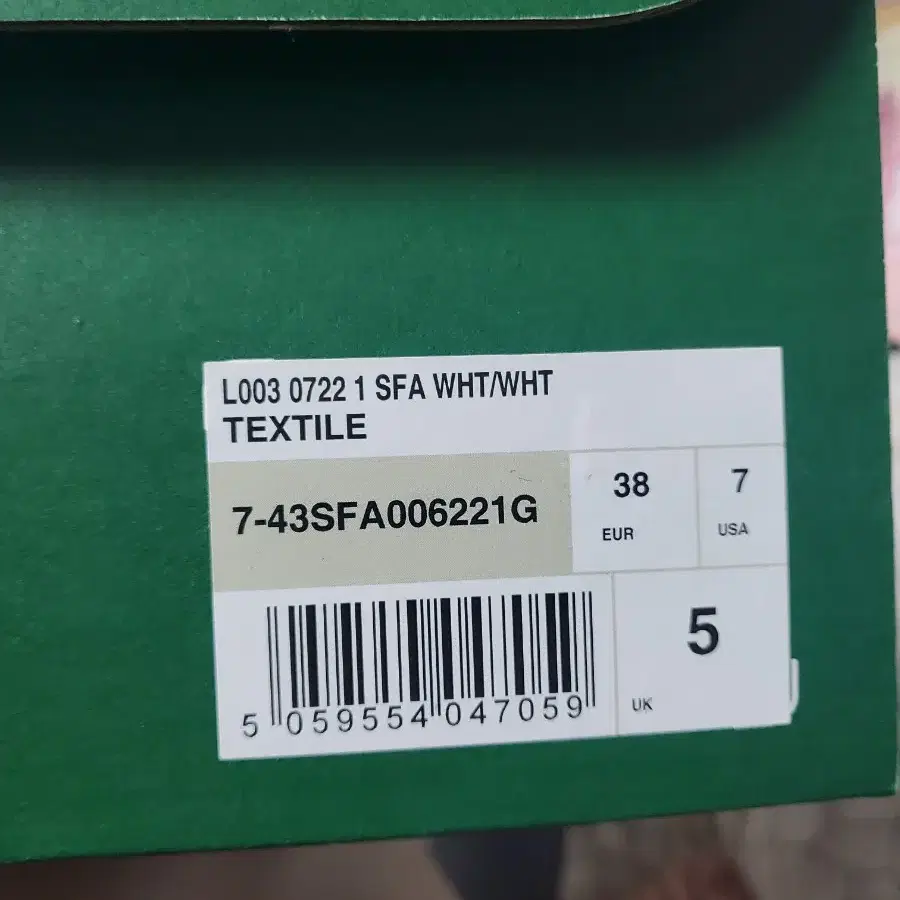 L003 0722 1 SFA WHT/WHT
TEXTILE
7-43SFA006221G
38
EUR
7
USA
5 059554 047059
5
UK